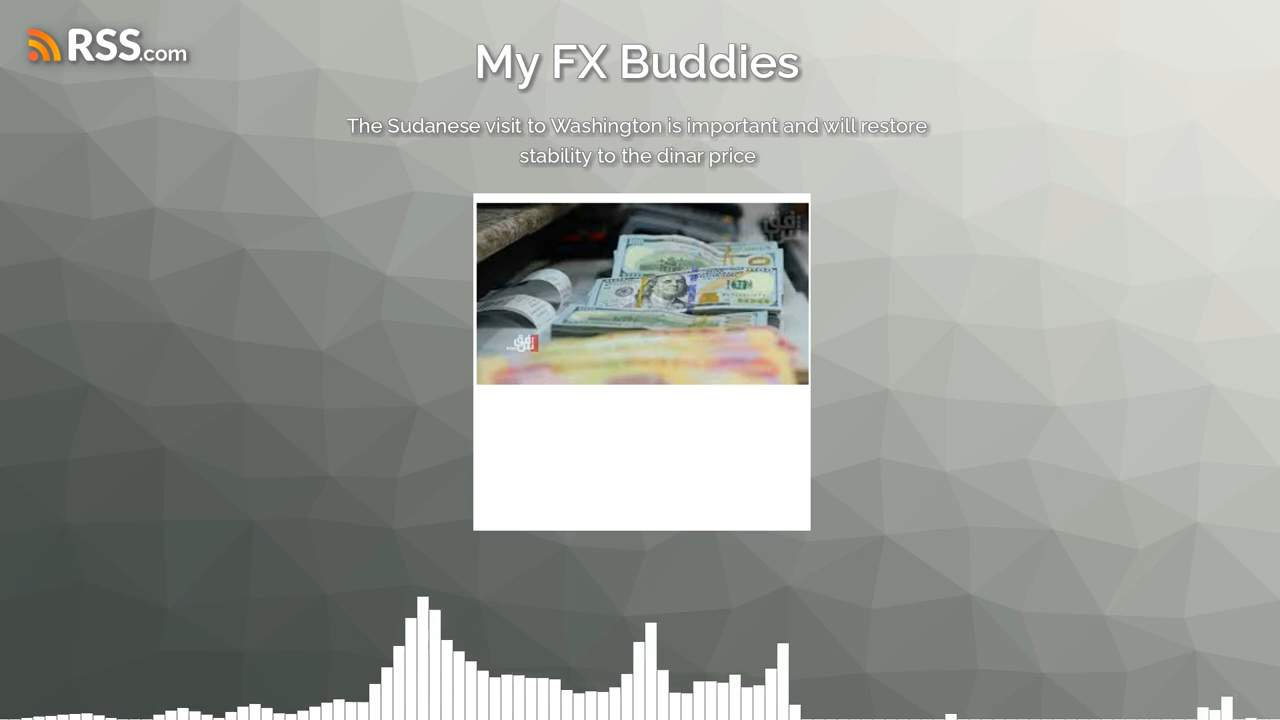 RSS.com
My FX Buddies
The Sudanese visit to Washington is important and will restore
stability to the dinar price